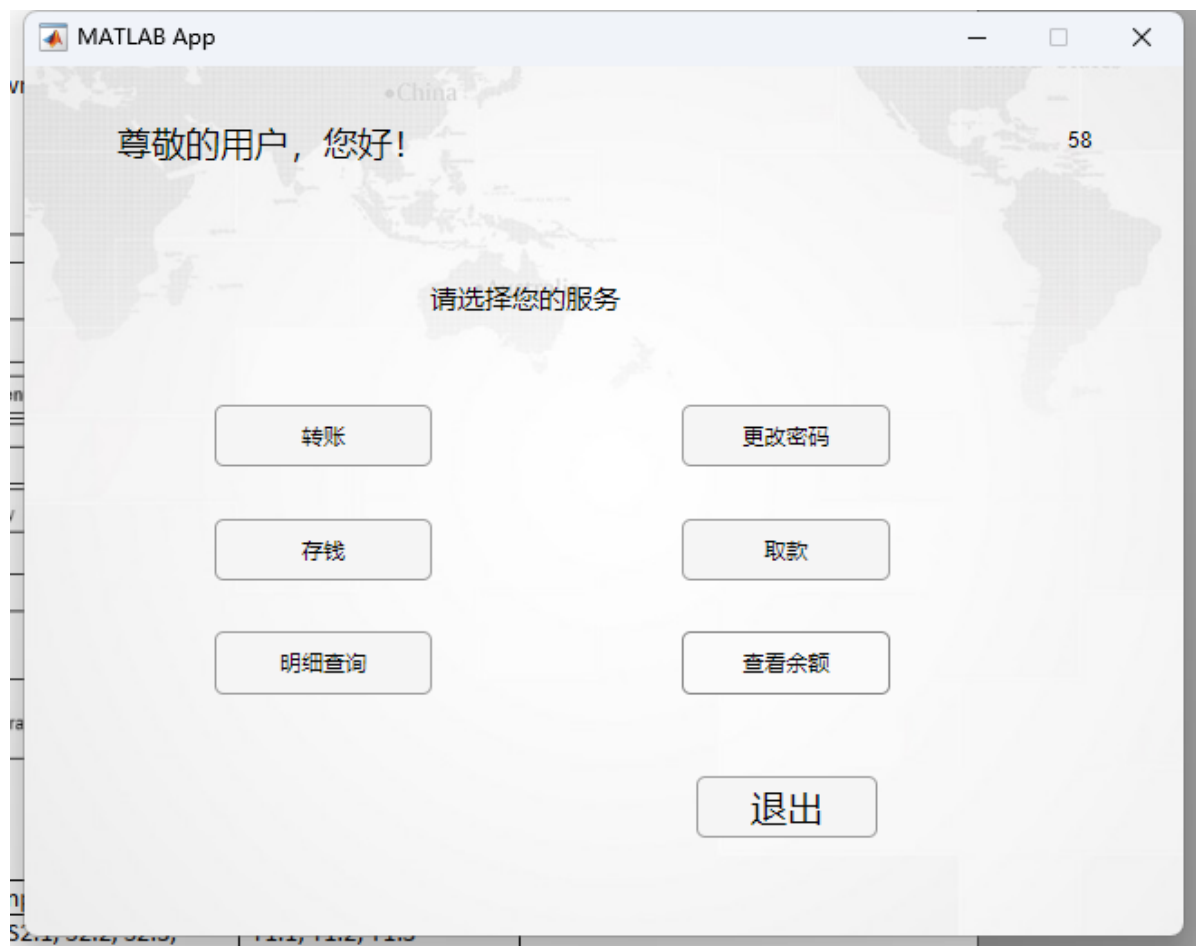 MATLAB App
China
尊敬的用户，您好！
58
请选择您的服务
转账
更改密码
存钱
取款
明细查询
查看余额
退出